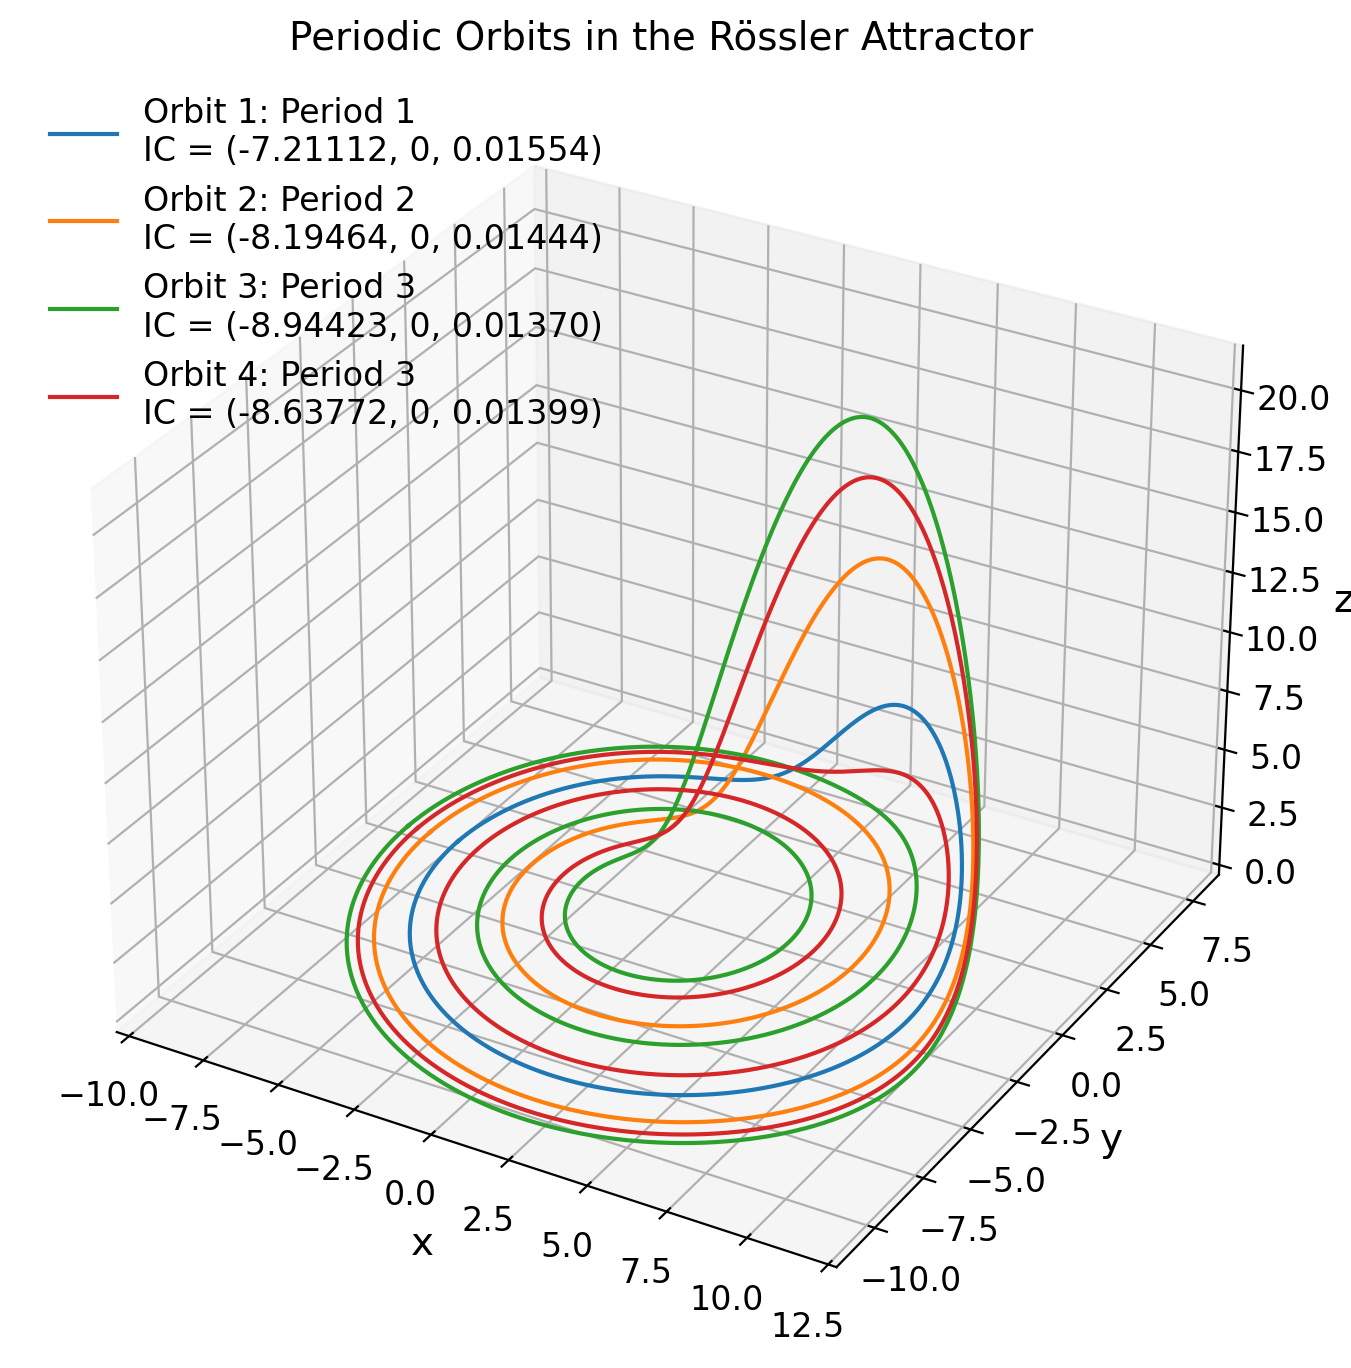 Periodic Orbits in the Rössler Attractor
Orbit 1: Period 1
IC = (-7.21112, 0, 0.01554)
Orbit 2: Period 2
IC = (-8.19464, 0, 0.01444)
Orbit 3: Period 3
IC = (-8.94423, 0, 0.01370)
Orbit 4: Period 3
IC = (-8.63772, 0, 0.01399)
20.0
17.5
15.0
12.5
10.0
7.5
5.0
2.5
0.0
z
7.5
5.0
2.5
0.0
−2.5
−5.0
−7.5
−10.0
y
−10.0
−7.5
−5.0
−2.5
0.0
2.5
5.0
7.5
10.0
12.5
x